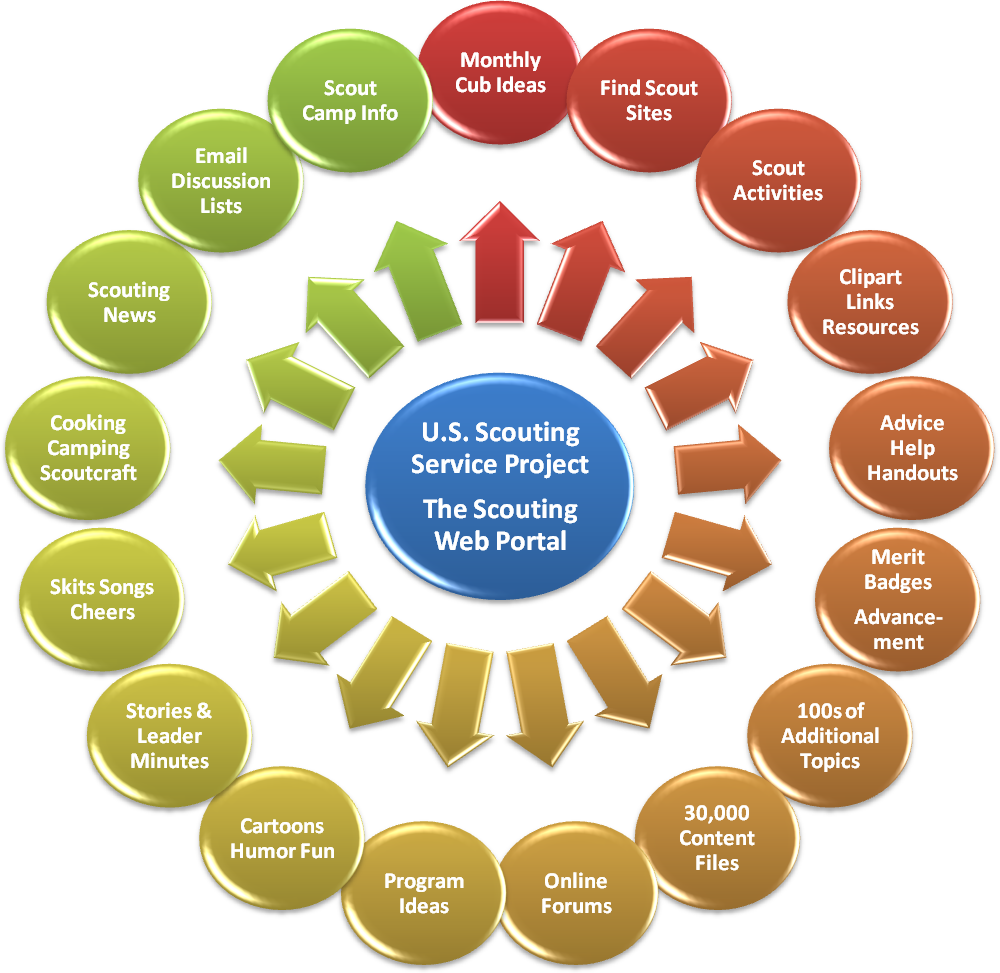 Monthly
Cub Ideas
Find Scout
Sites
Scout
Activities
Clipart
Links
Resources
Advice
Help
Handouts
Merit
Badges
Advance-
ment
100s of
Additional
Topics
30,000
Content
Files
Online
Forums
Program
Ideas
Cartoons
Humor Fun
Stories &
Leader
Minutes
Skits Songs
Cheers
Cooking
Camping
Scoutcraft
Scouting
News
Email
Discussion
Lists
Scout
Camp Info
U.S. Scouting
Service Project
The Scouting
Web Portal